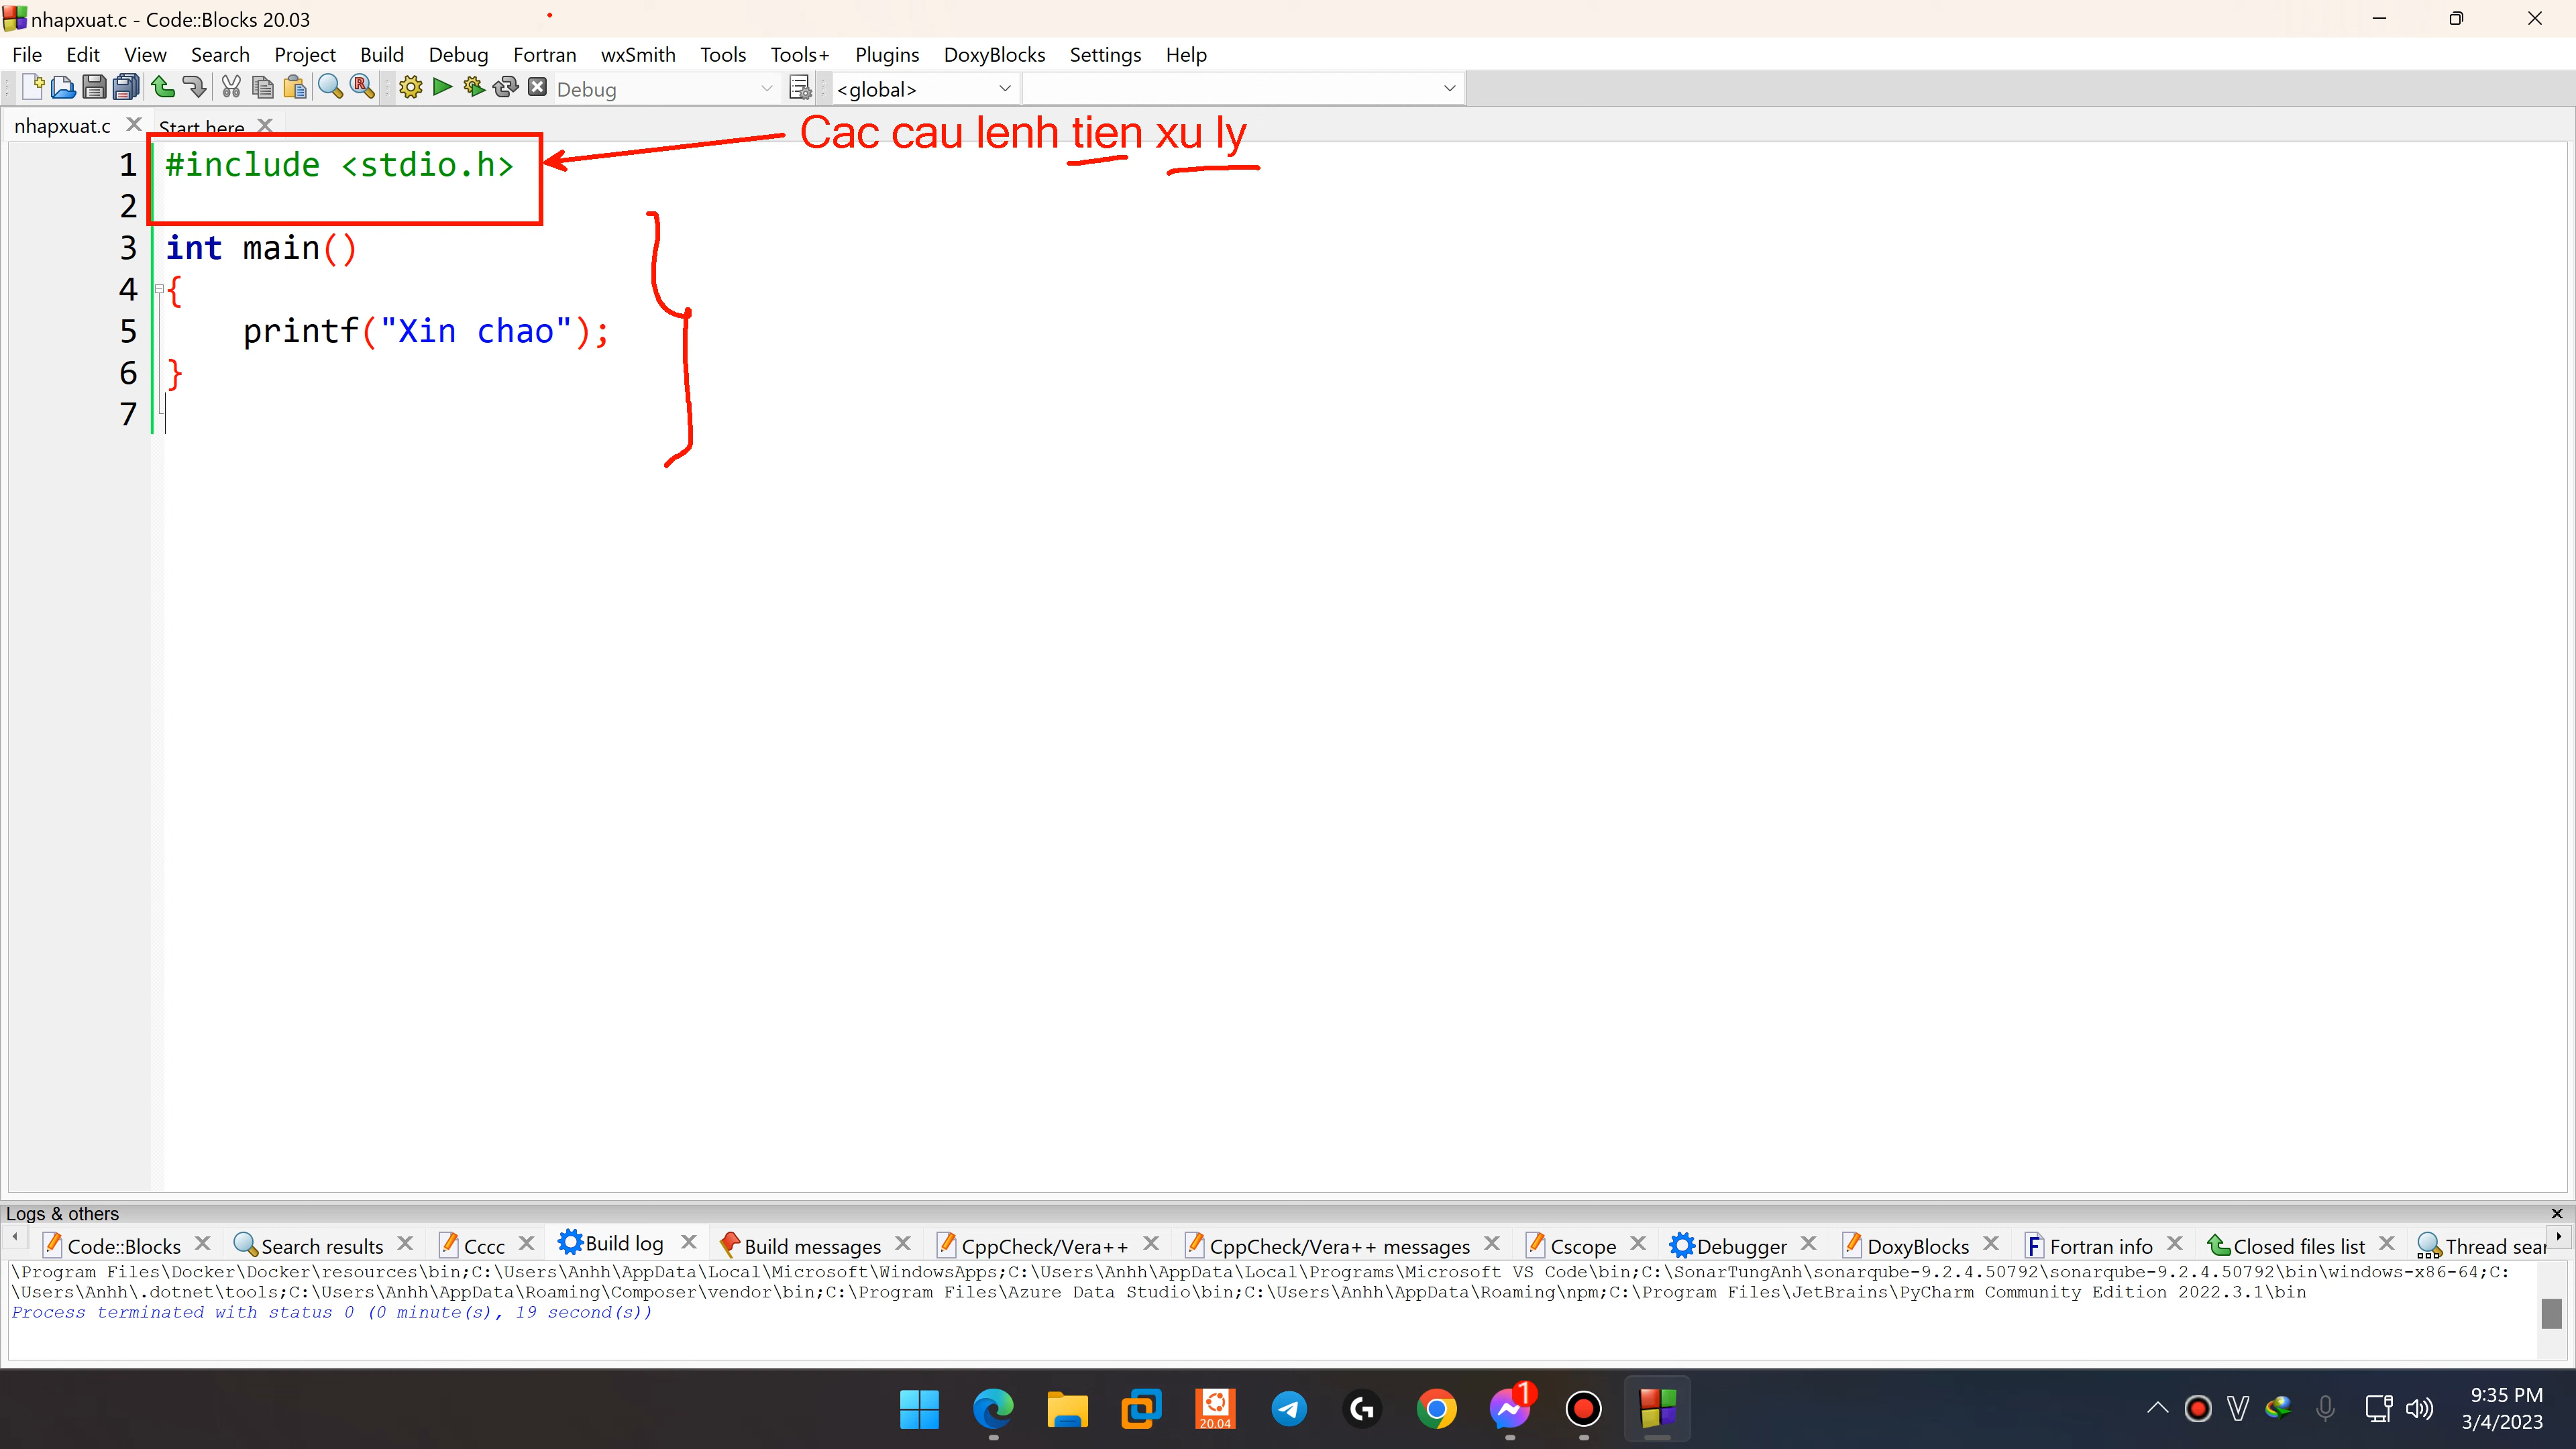 nhapxuat.c - Code::Blocks 20.03
File Edit View Search Project Build Debug Fortran wxSmith Tools Tools+ Plugins DoxyBlocks Settings Help
Debug <global>
nhapxuat.c Start here
Cac cau lenh tien xu ly
1 #include <stdio.h>
2
3 int main()
4 {
5 printf("Xin chao");
6 }
7
Logs & others
Code::Blocks Search results Cccc Build log Build messages CppCheck/Vera++ CppCheck/Vera++ messages Cscope Debugger DoxyBlocks Fortran info Closed files list Thread sear
\Program Files\Docker\Docker\resources\bin;C:\Users\Anhh\AppData\Local\Microsoft\WindowsApps;C:\Users\Anhh\AppData\Local\Programs\Microsoft VS Code\bin;C:\SonarTungAnh\sonarqube-9.2.4.50792\sonarqube-9.2.4.50792\bin\windows-x86-64;C:
\Users\Anhh\.dotnet\tools;C:\Users\Anhh\AppData\Roaming\Composer\vendor\bin;C:\Program Files\Azure Data Studio\bin;C:\Users\Anhh\AppData\Roaming\npm;C:\Program Files\JetBrains\PyCharm Community Edition 2022.3.1\bin
Process terminated with status 0 (0 minute(s), 19 second(s))
20.04
1
V
9:35 PM
3/4/2023